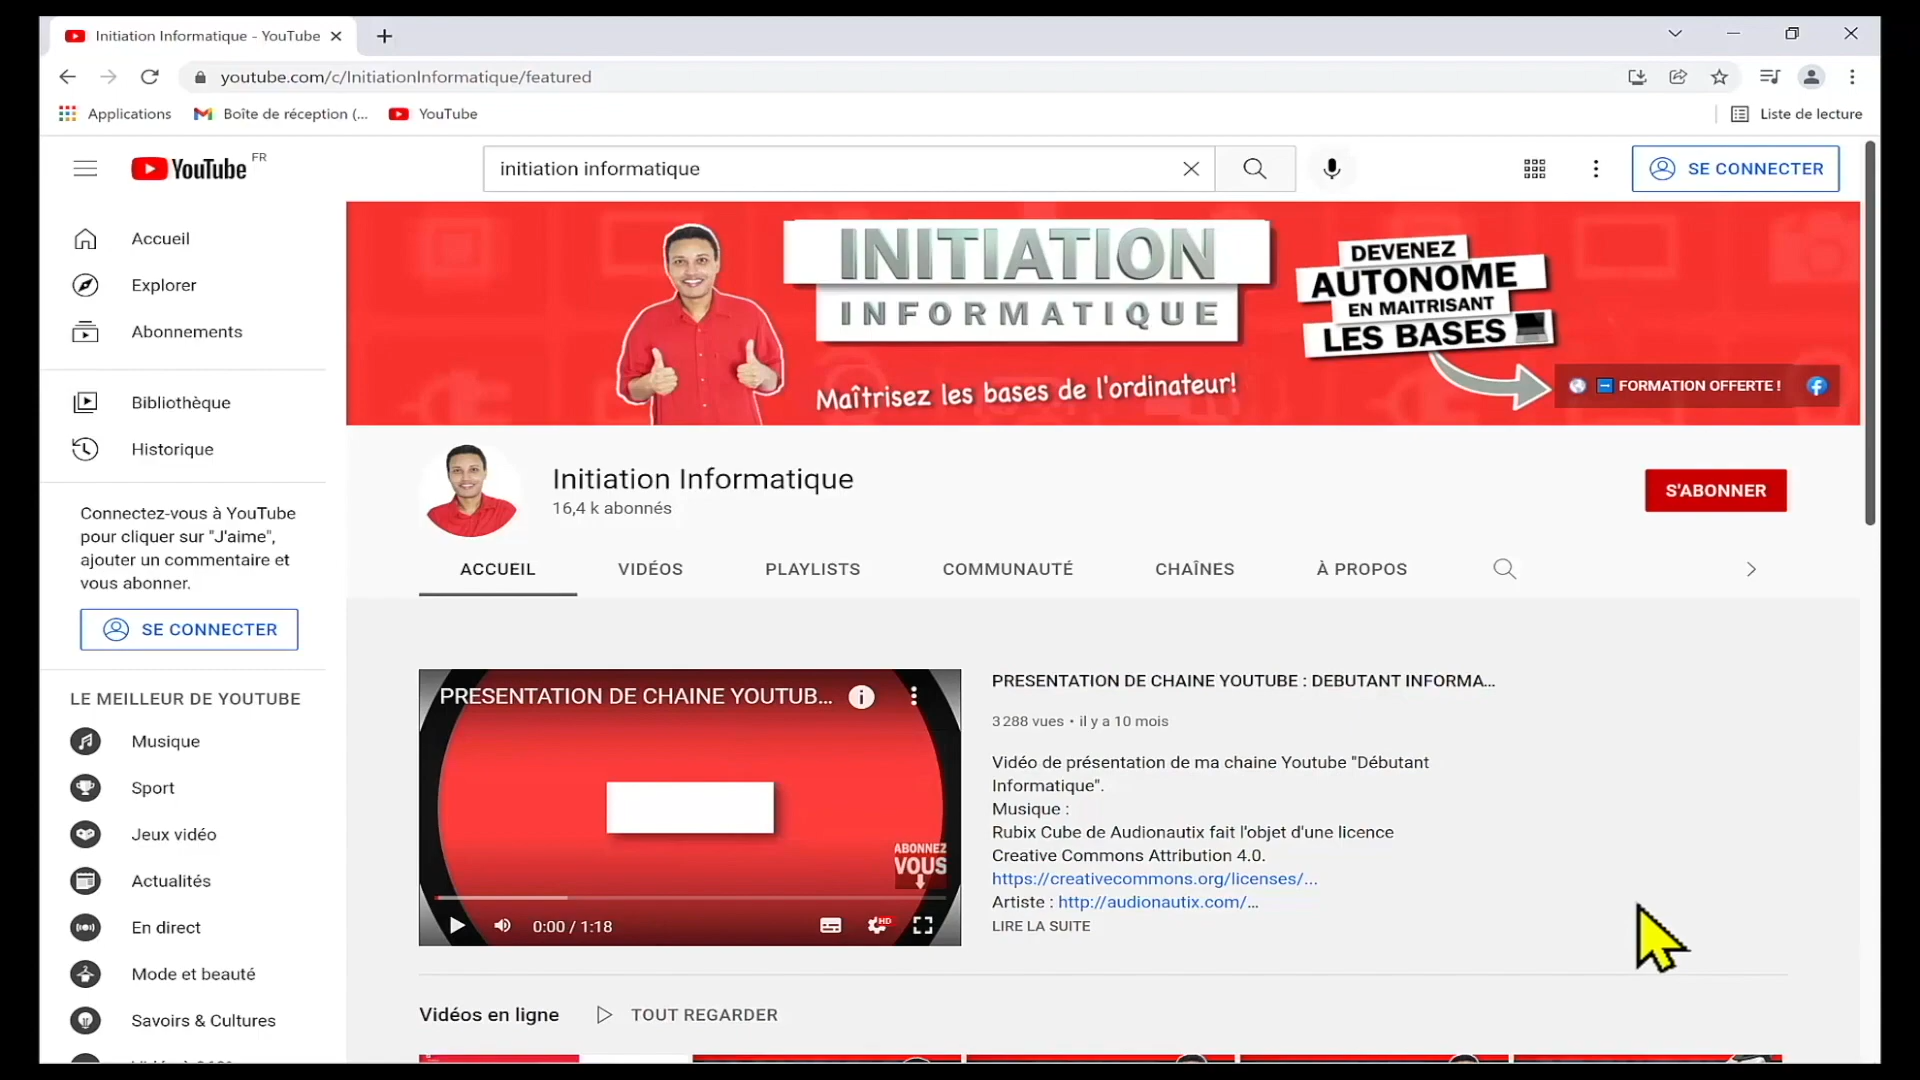 Initiation Informatique - YouTube
youtube.com/c/InitiationInformatique/featured
Applications
Boîte de réception (...
YouTube
Liste de lecture
YouTube FR
initiation informatique
SE CONNECTER
Accueil
Explorer
Abonnements
Bibliothèque
Historique
Connectez-vous à YouTube
pour cliquer sur "J'aime",
ajouter un commentaire et
vous abonner.
SE CONNECTER
LE MEILLEUR DE YOUTUBE
Musique
Sport
Jeux vidéo
Actualités
En direct
Mode et beauté
Savoirs & Cultures
INITIATION
INFORMATIQUE
Maîtrisez les bases de l'ordinateur!
DEVENEZ
AUTONOME
EN MAITRISANT
LES BASES
FORMATION OFFERTE !
Initiation Informatique
16,4 k abonnés
S'ABONNER
ACCUEIL
VIDÉOS
PLAYLISTS
COMMUNAUTÉ
CHAÎNES
À PROPOS
PRESENTATION DE CHAINE YOUTUB...
ABONNEZ
VOUS
0:00 / 1:18
HD
PRESENTATION DE CHAINE YOUTUBE : DEBUTANT INFORMA...
3 288 vues • il y a 10 mois
Vidéo de présentation de ma chaine Youtube "Débutant
Informatique".
Musique :
Rubix Cube de Audionautix fait l'objet d'une licence
Creative Commons Attribution 4.0.
https://creativecommons.org/licenses/...
Artiste : http://audionautix.com/...
LIRE LA SUITE
Vidéos en ligne
TOUT REGARDER